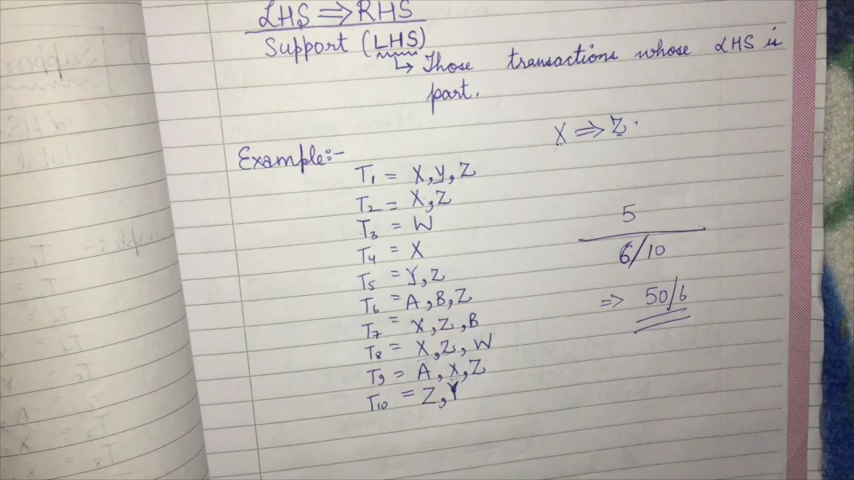 LHS ⇒ RHS
Support (LHS)
↳ Those transactions whose LHS is
part.
X ⇒ Z.
Example:-
T1 = X, Y, Z
T2 = X, Z
T3 = W
T4 = X
T5 = Y, Z
T6 = A, B, Z
T7 = X, Z, B
T8 = X, Z, W
T9 = A, X, Z
T10 = Z, Y
5
6/10
⇒ 50/6